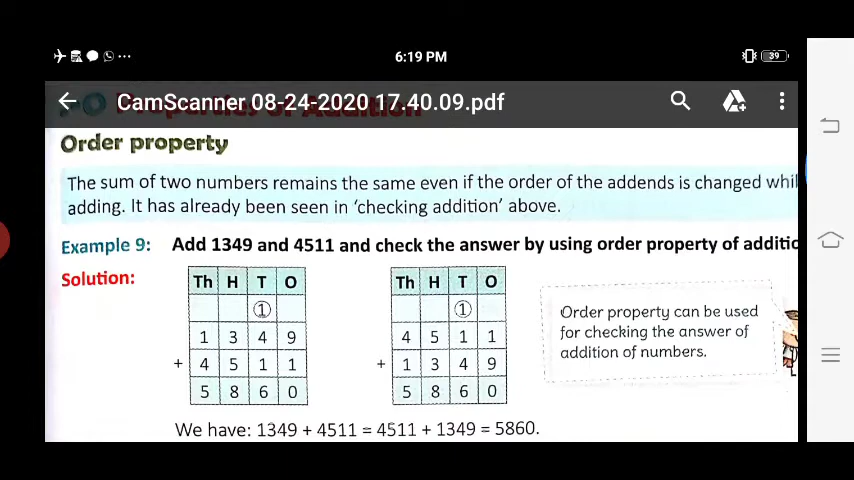 6:19 PM
39
CamScanner 08-24-2020 17.40.09.pdf
Properties of Addition
Order property
The sum of two numbers remains the same even if the order of the addends is changed whil
adding. It has already been seen in 'checking addition' above.
Example 9: Add 1349 and 4511 and check the answer by using order property of additio
Solution:
Th H T O
1
1 3 4 9
+ 4 5 1 1
5 8 6 0
Th H T O
1
4 5 1 1
+ 1 3 4 9
5 8 6 0
Order property can be used
for checking the answer of
addition of numbers.
We have: 1349 + 4511 = 4511 + 1349 = 5860.